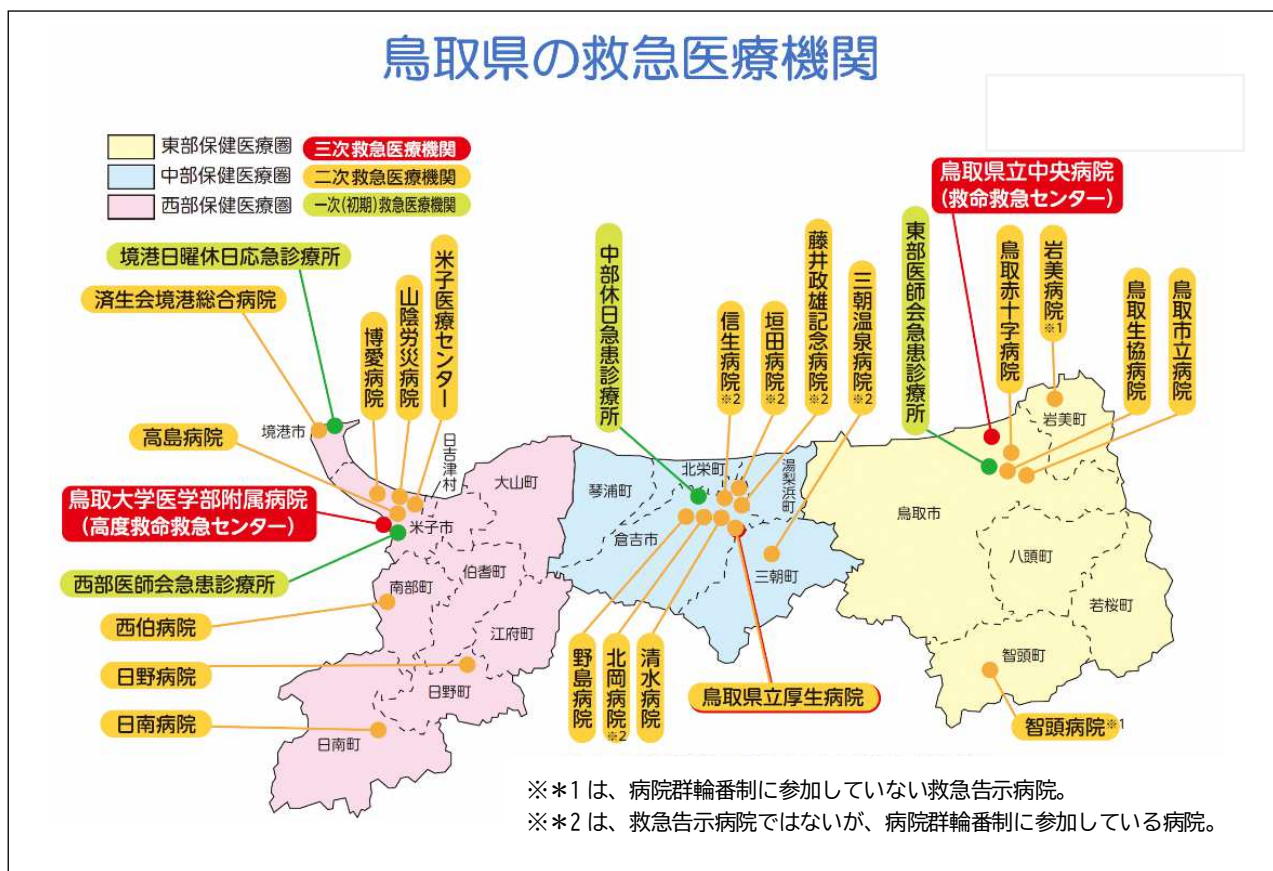 鳥取県の救急医療機関
東部保健医療圏
中部保健医療圏
西部保健医療圏
三次救急医療機関
二次救急医療機関
一次(初期)救急医療機関
境港日曜休日応急診療所
済生会境港総合病院
高島病院
鳥取大学医学部附属病院
(高度救命救急センター)
西部医師会急患診療所
西伯病院
日野病院
日南病院
博愛病院
山陰労災病院
米子医療センター
中部休日急患診療所
信生病院※2
垣田病院※2
藤井政雄記念病院※2
三朝温泉病院※2
野島病院
北岡病院※2
清水病院
鳥取県立厚生病院
鳥取県立中央病院
(救命救急センター)
東部医師会急患診療所
鳥取赤十字病院
岩美病院※1
鳥取生協病院
鳥取市立病院
智頭病院※1
境港市
日吉津村
米子市
大山町
南部町
伯耆町
江府町
日野町
日南町
琴浦町
北栄町
倉吉市
湯梨浜町
三朝町
鳥取市
岩美町
八頭町
若桜町
智頭町
※＊1は、病院群輪番制に参加していない救急告示病院。
※＊2は、救急告示病院ではないが、病院群輪番制に参加している病院。